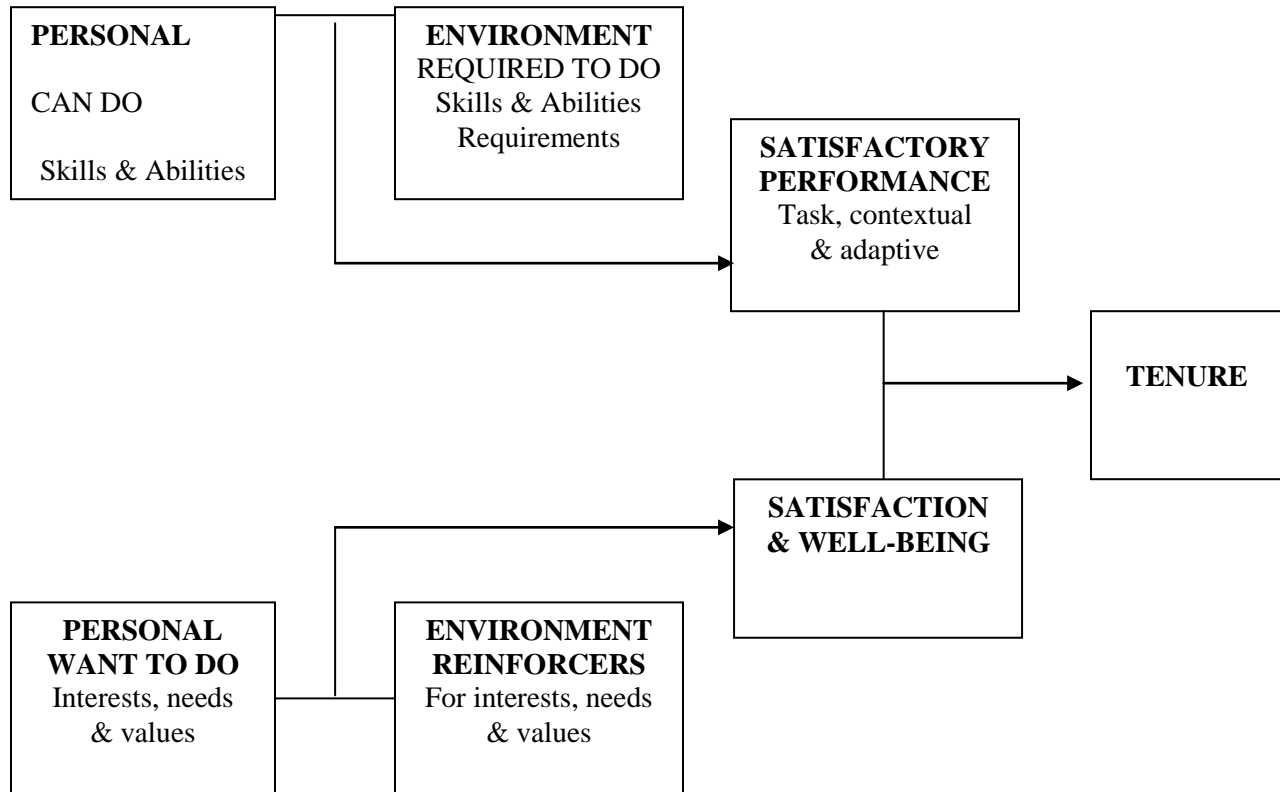 PERSONAL
CAN DO
Skills & Abilities
ENVIRONMENT
REQUIRED TO DO
Skills & Abilities
Requirements
SATISFACTORY
PERFORMANCE
Task, contextual
& adaptive
TENURE
SATISFACTION
& WELL-BEING
PERSONAL
WANT TO DO
Interests, needs
& values
ENVIRONMENT
REINFORCERS
For interests, needs
& values